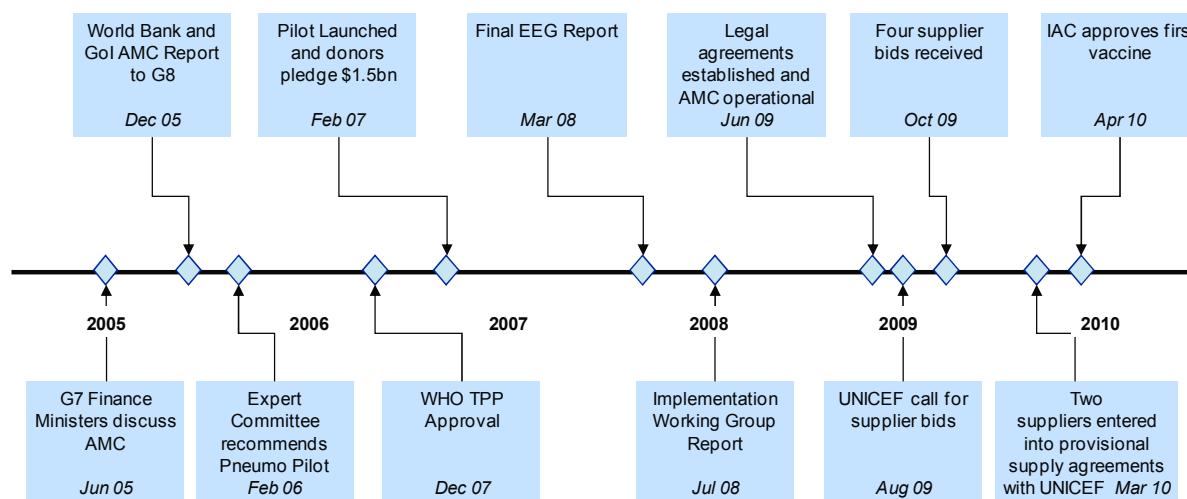 World Bank and
GoI AMC Report
to G8
Dec 05
Pilot Launched
and donors
pledge $1.5bn
Feb 07
Final EEG Report
Mar 08
Legal
agreements
established and
AMC operational
Jun 09
Four supplier
bids received
Oct 09
IAC approves first
vaccine
Apr 10
2005
2006
2007
2008
2009
2010
G7 Finance
Ministers discuss
AMC
Jun 05
Expert
Committee
recommends
Pneumo Pilot
Feb 06
WHO TPP
Approval
Dec 07
Implementation
Working Group
Report
Jul 08
UNICEF call for
supplier bids
Aug 09
Two
suppliers entered
into provisional
supply agreements
with UNICEF Mar 10